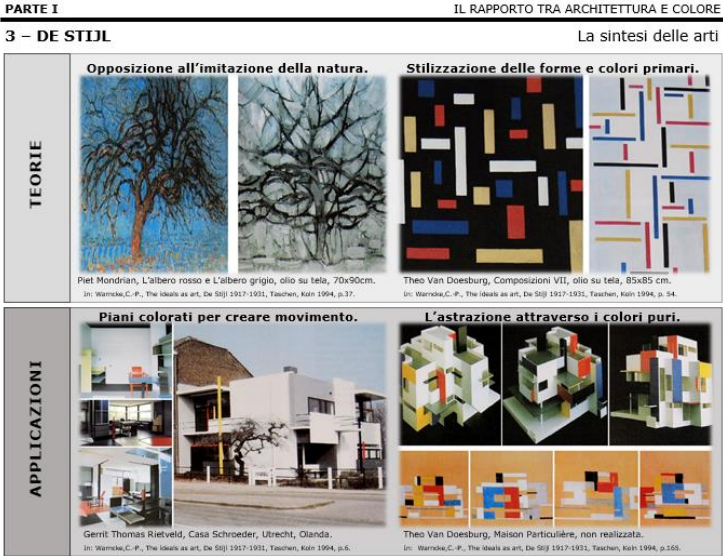 PARTE I
IL RAPPORTO TRA ARCHITETTURA E COLORE
3 – DE STIJL
La sintesi delle arti
TEORIE
Opposizione all’imitazione della natura.
Stilizzazione delle forme e colori primari.
Piet Mondrian, L’albero rosso e L’albero grigio, olio su tela, 70x90cm.
in: Warncke,C.-P., The ideals as art, De Stijl 1917-1931, Taschen, Koln 1994, p.37.
Theo Van Doesburg, Composizioni VII, olio su tela, 85x85 cm.
in: Warncke,C.-P., The ideals as art, De Stijl 1917-1931, Taschen, Koln 1994, p. 54.
APPLICAZIONI
Piani colorati per creare movimento.
L’astrazione attraverso i colori puri.
Gerrit Thomas Rietveld, Casa Schroeder, Utrecht, Olanda.
in: Warncke,C.-P., The ideals as art, De Stijl 1917-1931, Taschen, Koln 1994, p.6.
Theo Van Doesburg, Maison Particulière, non realizzata.
in: Warncke,C.-P., The ideals as art, De Stijl 1917-1931, Taschen, Koln 1994, p.165.